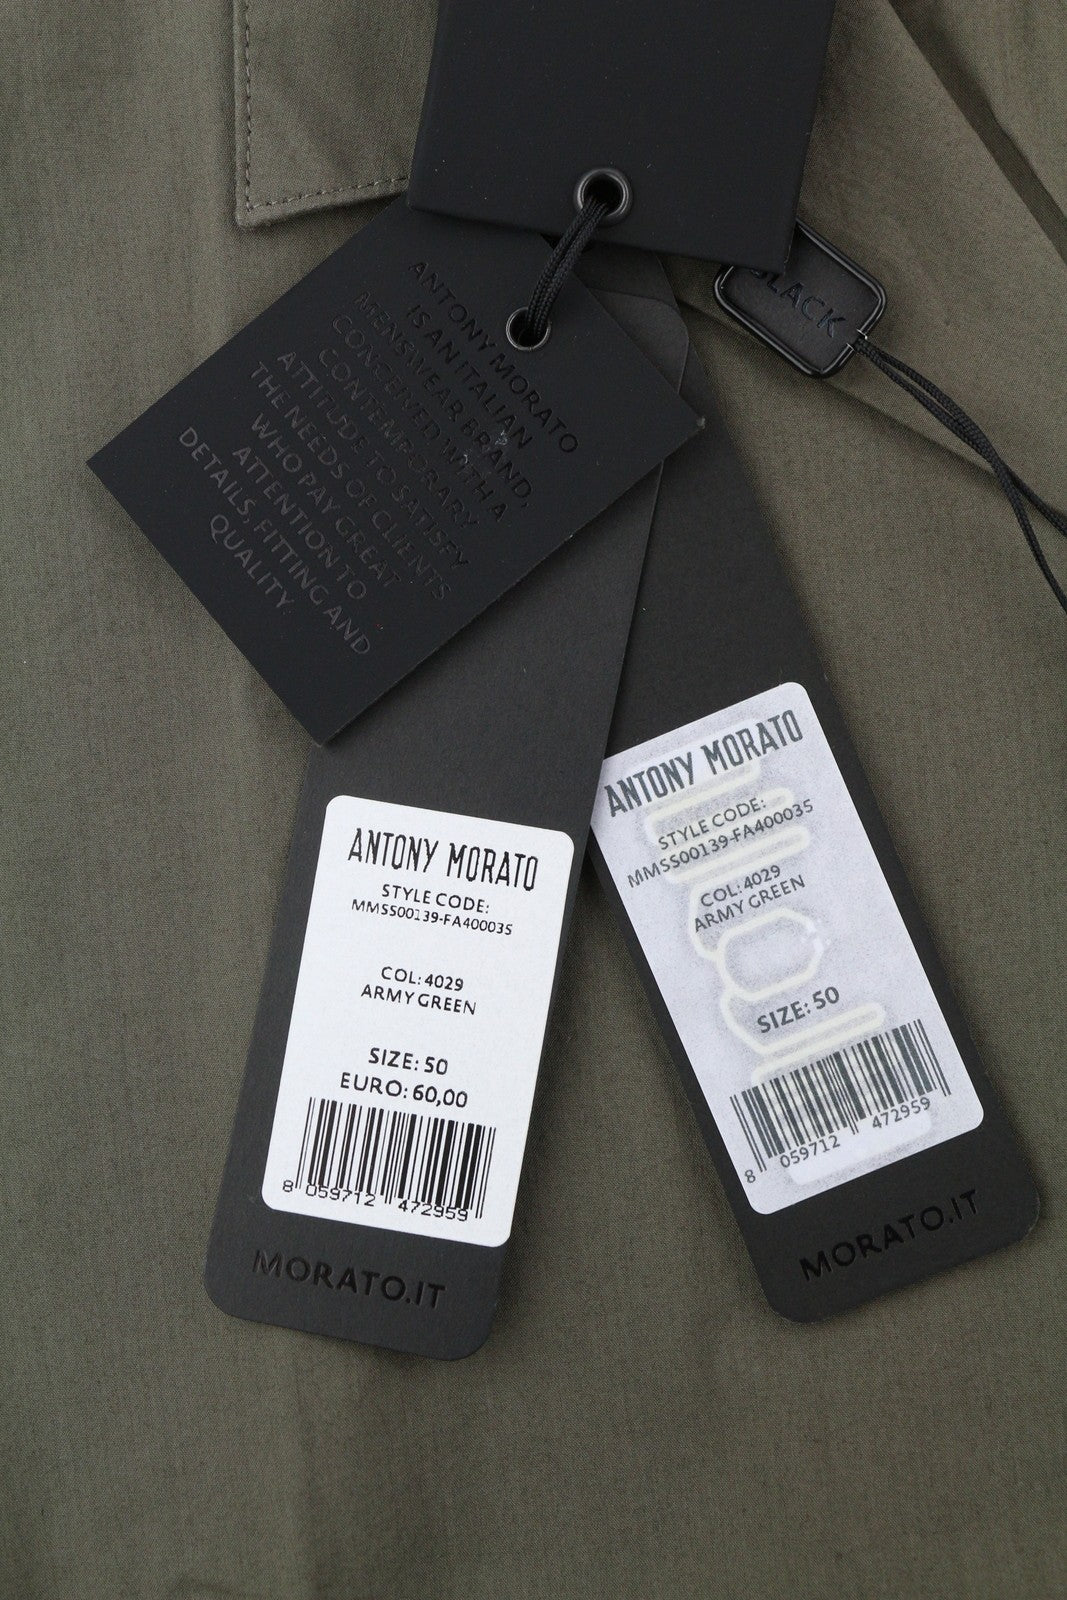 BLACK
ANTONY MORATO
IS AN ITALIAN
MENSWEAR BRAND,
CONCEIVED WITH A
CONTEMPORARY
ATTITUDE TO SATISFY
THE NEEDS OF CLIENTS
WHO PAY GREAT
ATTENTION TO
DETAILS, FITTING AND
QUALITY.
ANTONY MORATO
STYLE CODE:
MMSS00139-FA400035
COL: 4029
ARMY GREEN
SIZE: 50
EURO: 60,00
8 059712 472959
MORATO.IT
ANTONY MORATO
STYLE CODE:
MMSS00139-FA400035
COL: 4029
ARMY GREEN
SIZE: 50
8 059712 472959
MORATO.IT